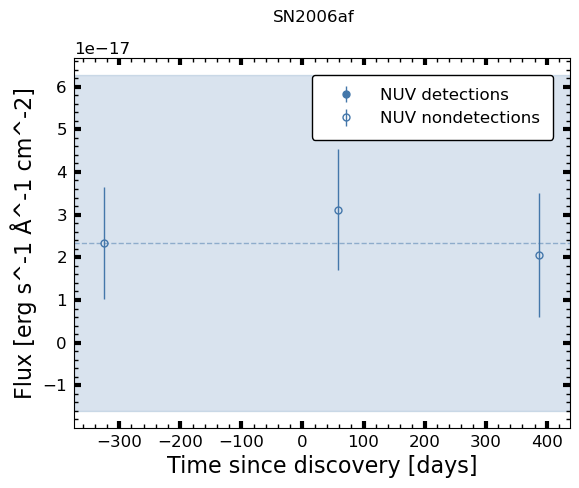 SN2006af
1e−17
Flux [erg s^-1 Å^-1 cm^-2]
6
5
4
3
2
1
0
−1
NUV detections
NUV nondetections
−300 −200 −100 0 100 200 300 400
Time since discovery [days]